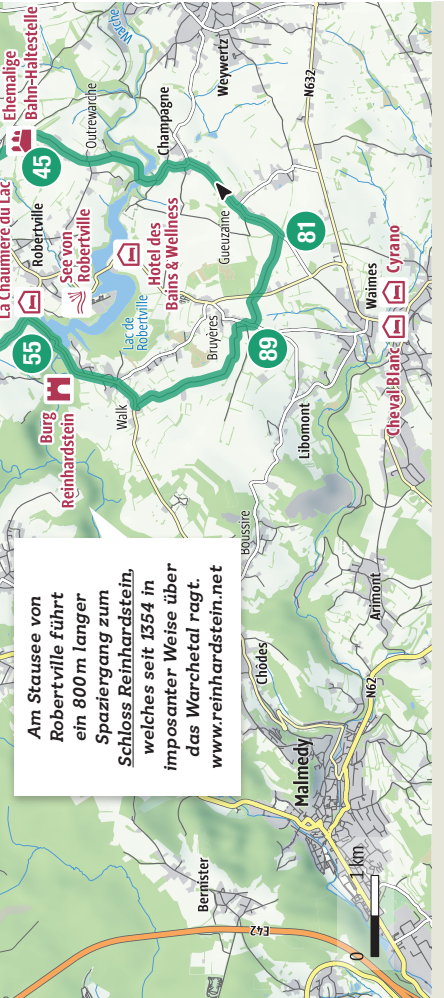 Ehemalige
Bahn-Haltestelle
45
La Chaumière du Lac
Robertville
See von
Robertville
55
Burg
Reinhardstein
Lac de
Robertville
Hotel des
Bains & Wellness
Warche
Outrewarche
Champagne
Weywertz
N632
Gueuzaine
81
Bruyères
89
Walk
Waimes
Cyrano
Cheval Blanc
Libomont
Boussire
Am Stausee von
Robertville führt
ein 800 m langer
Spaziergang zum
Schloss Reinhardstein,
welches seit 1354 in
imposanter Weise über
das Warchetal ragt.
www.reinhardstein.net
Chôdes
Arimont
N62
Malmedy
Bernister
E42
0
1 km